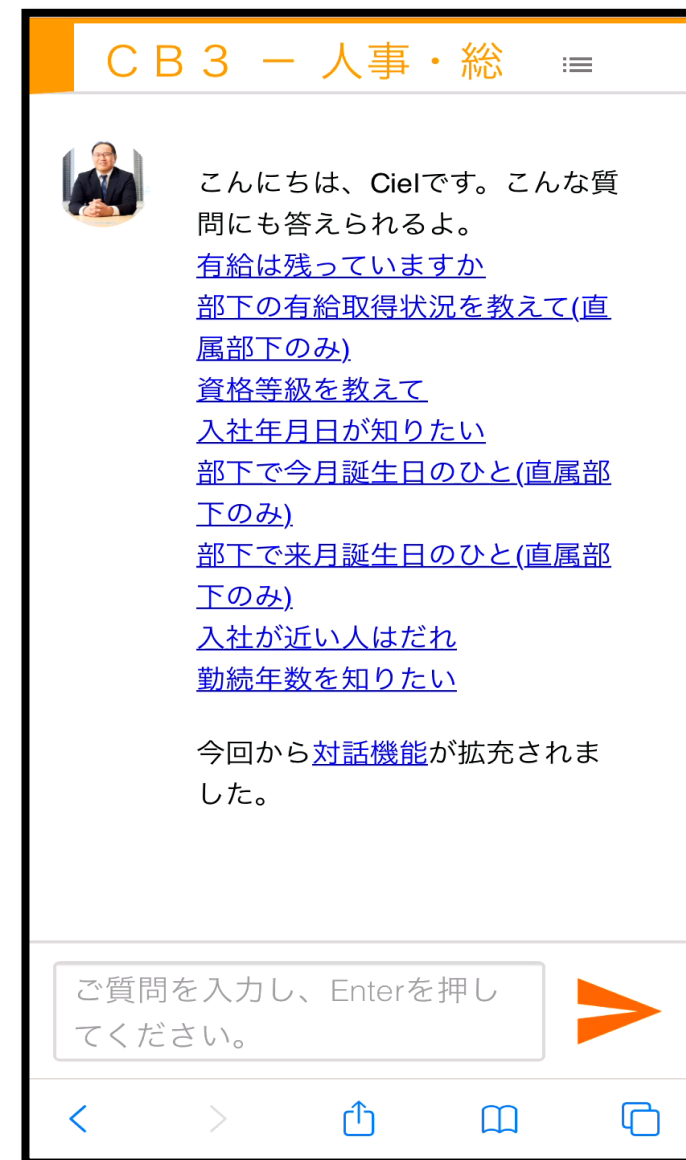 ＣＢ３ － 人事・総
こんにちは、Cielです。こんな質
問にも答えられるよ。
有給は残っていますか
部下の有給取得状況を教えて(直
属部下のみ)
資格等級を教えて
入社年月日が知りたい
部下で今月誕生日のひと(直属部
下のみ)
部下で来月誕生日のひと(直属部
下のみ)
入社が近い人はだれ
勤続年数を知りたい
今回から対話機能が拡充されま
した。
ご質問を入力し、Enterを押し
てください。